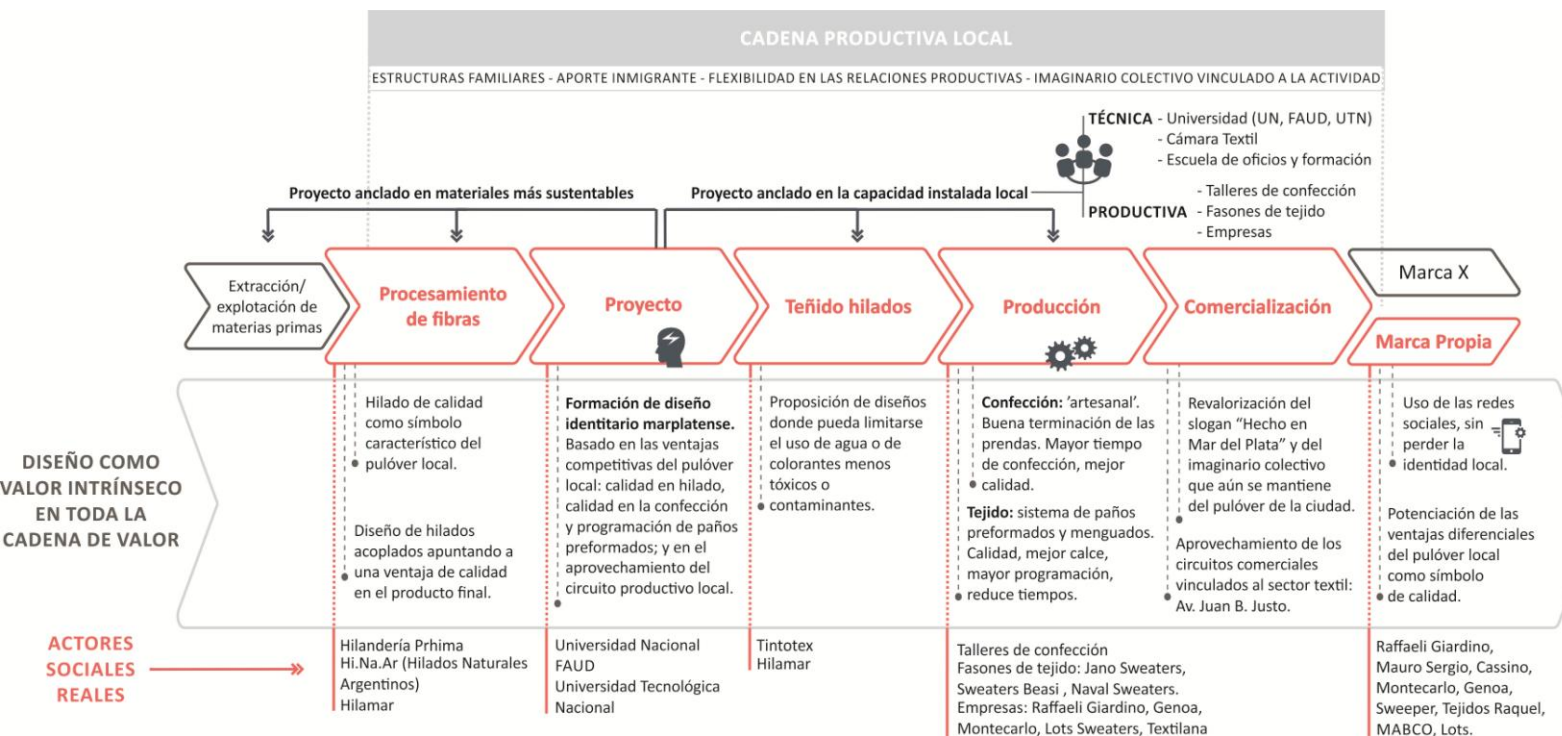 CADENA PRODUCTIVA LOCAL
ESTRUCTURAS FAMILIARES - APORTE INMIGRANTE - FLEXIBILIDAD EN LAS RELACIONES PRODUCTIVAS - IMAGINARIO COLECTIVO VINCULADO A LA ACTIVIDAD
TÉCNICA - Universidad (UN, FAUD, UTN)
- Cámara Textil
- Escuela de oficios y formación
- Talleres de confección
PRODUCTIVA - Fasones de tejido
- Empresas
Proyecto anclado en materiales más sustentables
Proyecto anclado en la capacidad instalada local
Extracción/
explotación de
materias primas
Procesamiento
de fibras
Proyecto
Teñido hilados
Producción
Comercialización
Marca X
Marca Propia
DISEÑO COMO
VALOR INTRÍNSECO
EN TODA LA
CADENA DE VALOR
Hilado de calidad
como símbolo
característico del
pulóver local.
Diseño de hilados
acoplados apuntando a
una ventaja de calidad
en el producto final.
Formación de diseño
identitario marplatense.
Basado en las ventajas
competitivas del pulóver
local: calidad en hilado,
calidad en la confección
y programación de paños
preformados; y en el
aprovechamiento del
circuito productivo local.
Proposición de diseños
donde pueda limitarse
el uso de agua o de
colorantes menos
tóxicos o
contaminantes.
Confección: 'artesanal'.
Buena terminación de las
prendas. Mayor tiempo
de confección, mejor
calidad.
Tejido: sistema de paños
preformados y menguados.
Calidad, mejor calce,
mayor programación,
reduce tiempos.
Revalorización del
slogan "Hecho en
Mar del Plata" y del
imaginario colectivo
que aún se mantiene
del pulóver de la ciudad.
Aprovechamiento de los
circuitos comerciales
vinculados al sector textil:
Av. Juan B. Justo.
Uso de las redes
sociales, sin
perder la
identidad local.
Potenciación de las
ventajas diferenciales
del pulóver local
como símbolo
de calidad.
ACTORES
SOCIALES
REALES
Hilandería Prhima
Hi.Na.Ar (Hilados Naturales
Argentinos)
Hilamar
Universidad Nacional
FAUD
Universidad Tecnológica
Nacional
Tintotex
Hilamar
Talleres de confección
Fasones de tejido: Jano Sweaters,
Sweaters Beasi , Naval Sweaters.
Empresas: Raffaeli Giardino, Genoa,
Montecarlo, Lots Sweaters, Textilana
Raffaeli Giardino,
Mauro Sergio, Cassino,
Montecarlo, Genoa,
Sweeper, Tejidos Raquel,
MABCO, Lots.